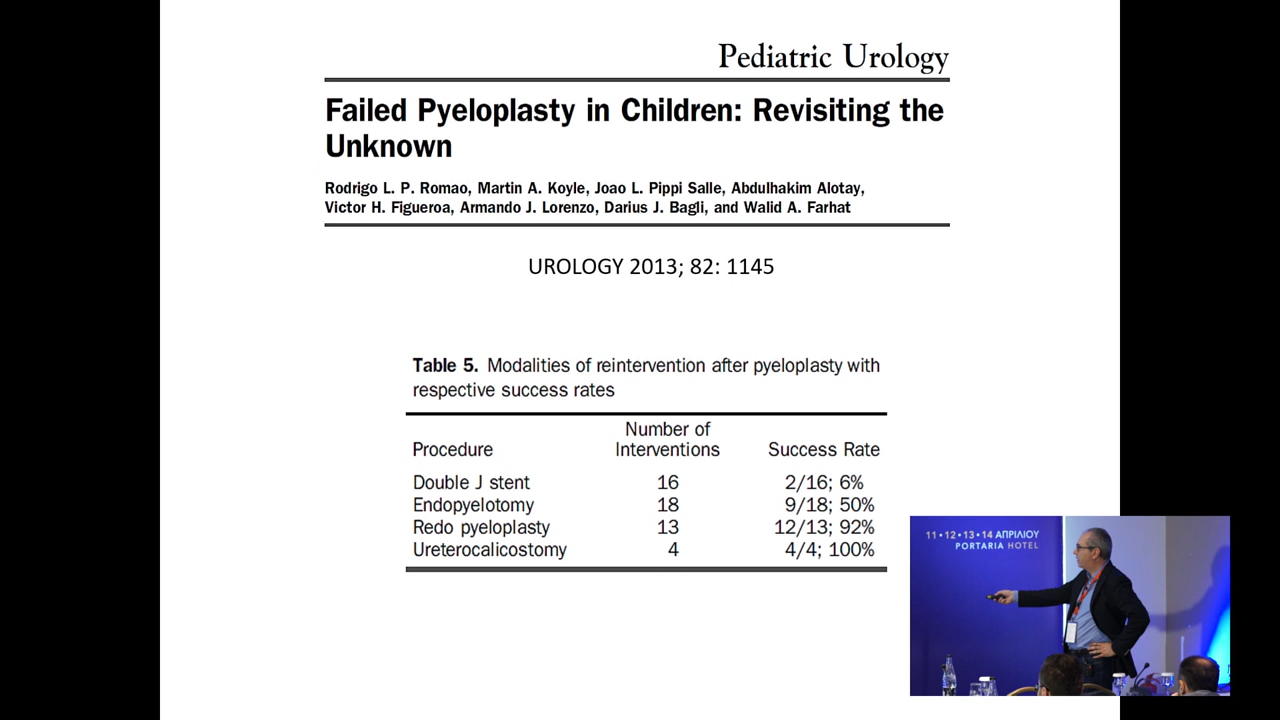 Pediatric Urology
Failed Pyeloplasty in Children: Revisiting the
Unknown
Rodrigo L. P. Romao, Martin A. Koyle, Joao L. Pippi Salle, Abdulhakim Alotay,
Victor H. Figueroa, Armando J. Lorenzo, Darius J. Bagli, and Walid A. Farhat
UROLOGY 2013; 82: 1145
Table 5. Modalities of reintervention after pyeloplasty with
respective success rates
Number of
Procedure Interventions Success Rate
Double J stent 16 2/16; 6%
Endopyelotomy 18 9/18; 50%
Redo pyeloplasty 13 12/13; 92%
Ureterocalicostomy 4 4/4; 100%
11•12•13•14 ΑΠΡΙΛΙΟΥ
PORTARIA HOTEL